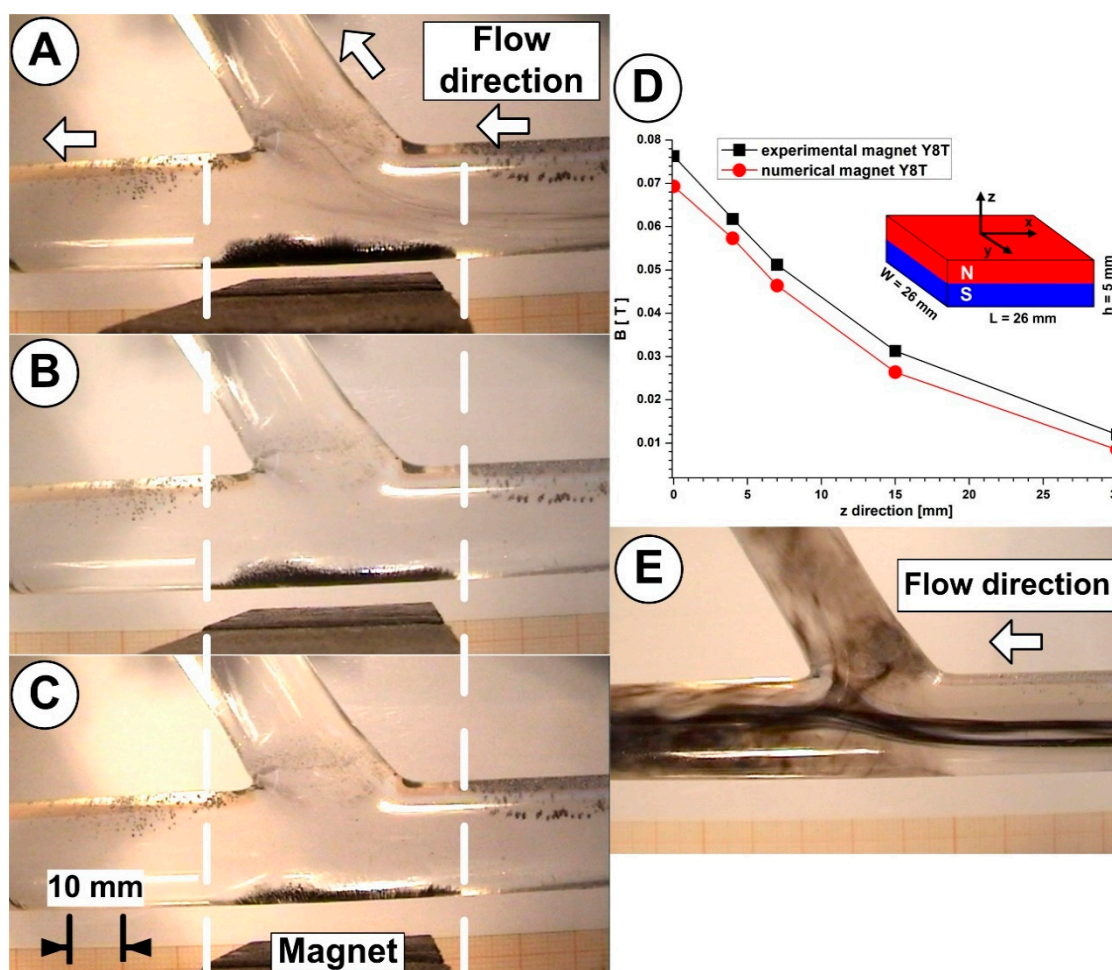 A
Flow
direction
B
C
10 mm
Magnet
D
0.08
0.07
0.06
0.05
0.04
0.03
0.02
0.01
B [ T ]
0
5
10
15
20
25
z direction [mm]
experimental magnet Y8T
numerical magnet Y8T
z
x
y
N
S
W = 26 mm
L = 26 mm
h = 5 mm
E
Flow direction